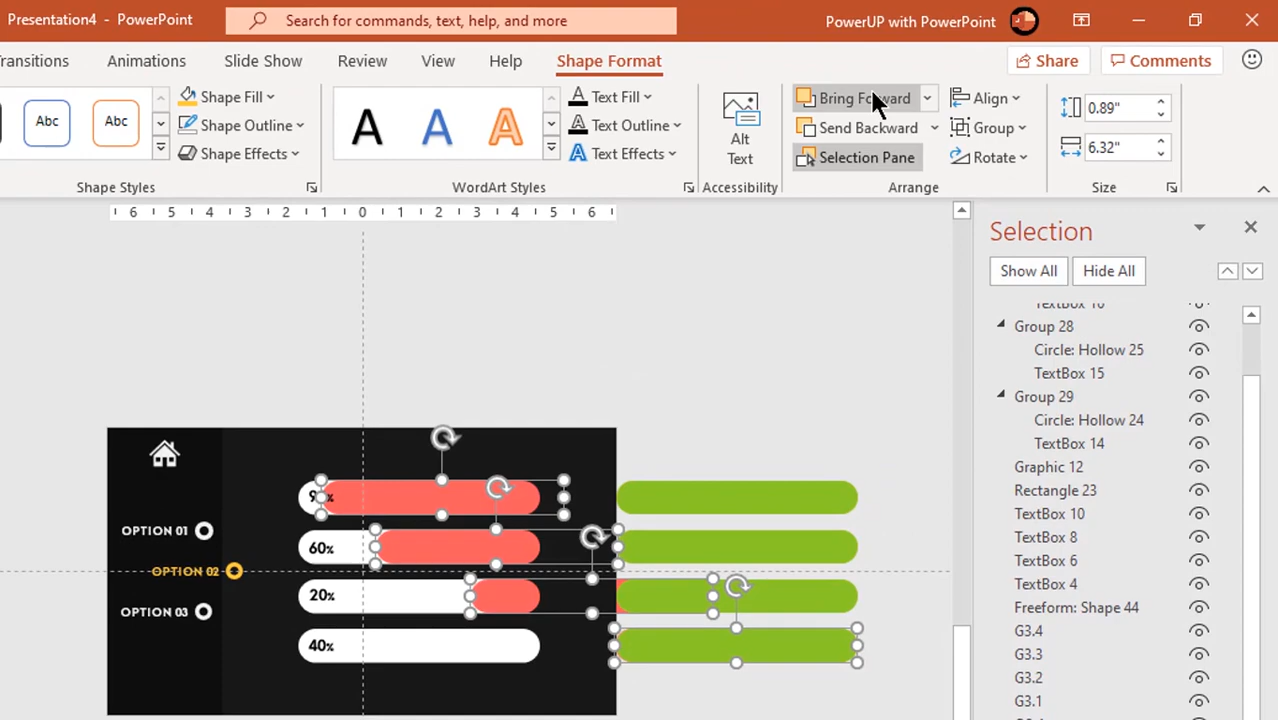 Presentation4 - PowerPoint
Search for commands, text, help, and more
PowerUP with PowerPoint
ransitions Animations Slide Show Review View Help Shape Format
Share Comments
Abc Abc
Shape Fill
Shape Outline
Shape Effects
Shape Styles
A A A
WordArt Styles
Text Fill
Text Outline
Text Effects
Alt
Text
Accessibility
Bring Forward
Send Backward
Selection Pane
Align
Group
Rotate
Arrange
0.89"
6.32"
Size
6 5 4 3 2 1 0 1 2 3 4 5 6
Selection
Show All Hide All
Group 28
Circle: Hollow 25
TextBox 15
Group 29
Circle: Hollow 24
TextBox 14
Graphic 12
Rectangle 23
TextBox 10
TextBox 8
TextBox 6
TextBox 4
Freeform: Shape 44
G3.4
G3.3
G3.2
G3.1
OPTION 01
OPTION 02
OPTION 03
60%
20%
40%